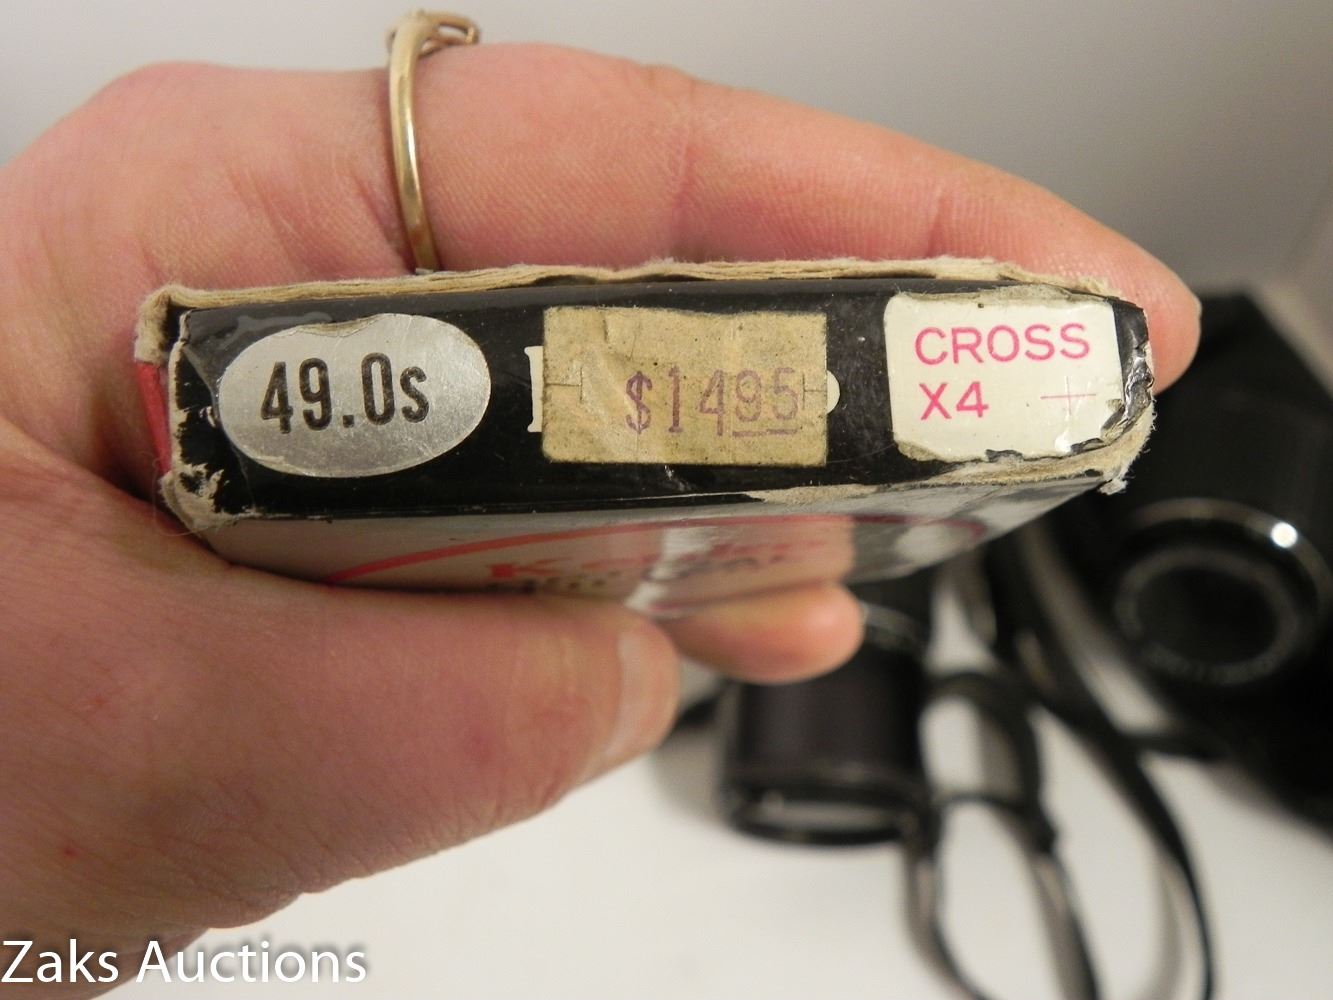 49.0s
$1495
CROSS
X4
Zaks Auctions